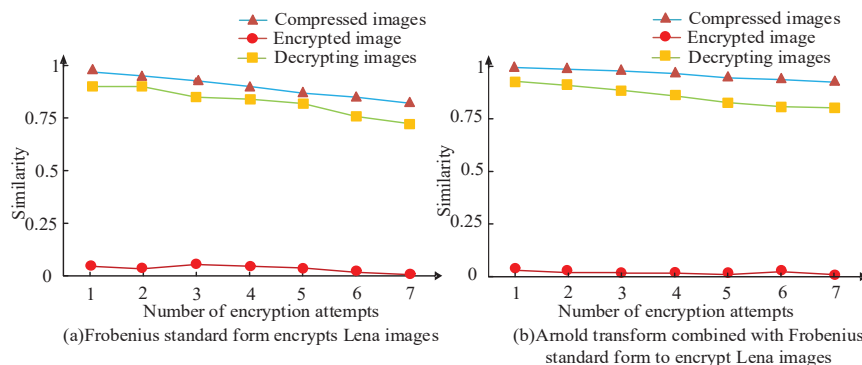 Compressed images
Encrypted image
Decrypting images
1
0.75
0.5
0.25
0
Similarity
1 2 3 4 5 6 7
Number of encryption attempts
(a)Frobenius standard form encrypts Lena images
Compressed images
Encrypted image
Decrypting images
1
0.75
0.5
0.25
0
Similarity
1 2 3 4 5 6 7
Number of encryption attempts
(b)Arnold transform combined with Frobenius
standard form to encrypt Lena images